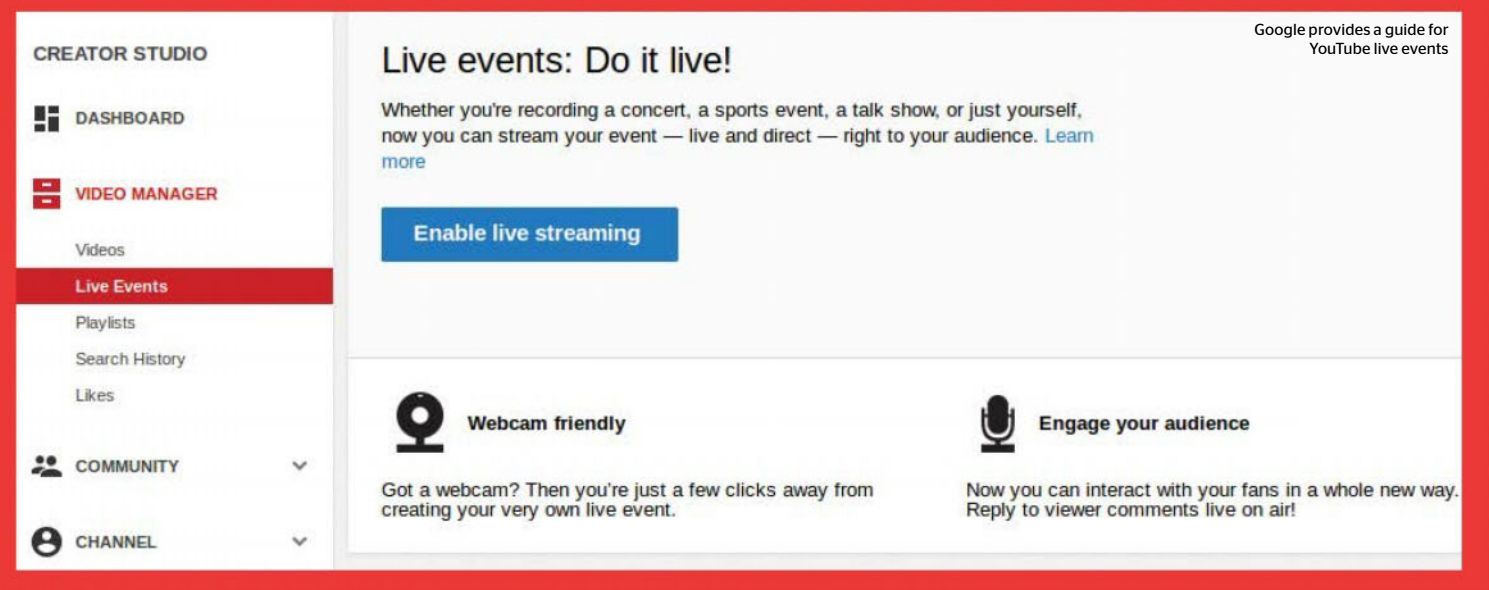 CREATOR STUDIO
DASHBOARD
VIDEO MANAGER
Videos
Live Events
Playlists
Search History
Likes
COMMUNITY
CHANNEL
Google provides a guide for
YouTube live events
Live events: Do it live!
Whether you're recording a concert, a sports event, a talk show, or just yourself,
now you can stream your event — live and direct — right to your audience. Learn
more
Enable live streaming
Webcam friendly
Got a webcam? Then you're just a few clicks away from
creating your very own live event.
Engage your audience
Now you can interact with your fans in a whole new way.
Reply to viewer comments live on air!